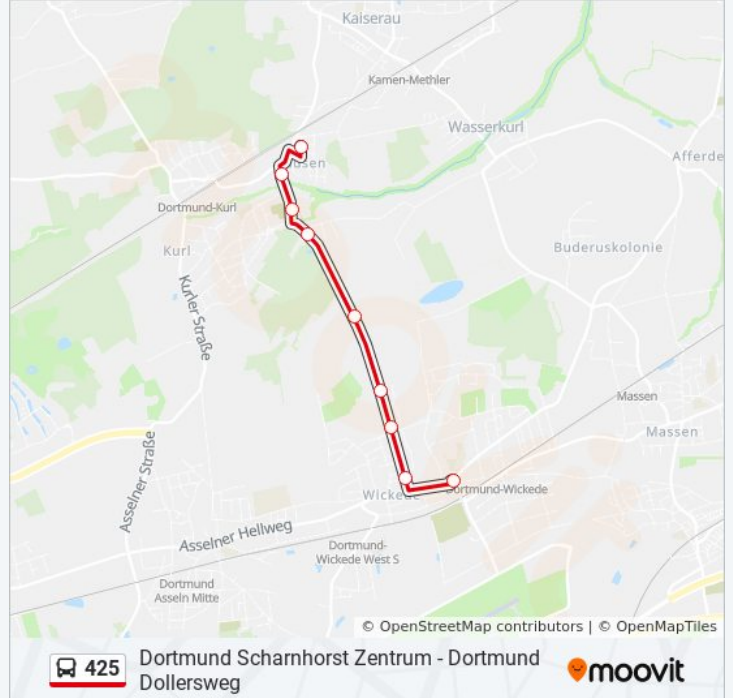 Kaiserau
Kamen-Methler
Wasserkurl
Afferde
usen
Dortmund-Kurl
Kurl
Buderuskolonie
Kurler Straße
Massen
Massen
Asselner Straße
Wickede
Dortmund-Wickede
Asselner Hellweg
Dortmund-
Wickede West S
Dortmund
Asseln Mitte
© OpenStreetMap contributors | © OpenMapTiles
425
Dortmund Scharnhorst Zentrum - Dortmund
Dollersweg
moovit